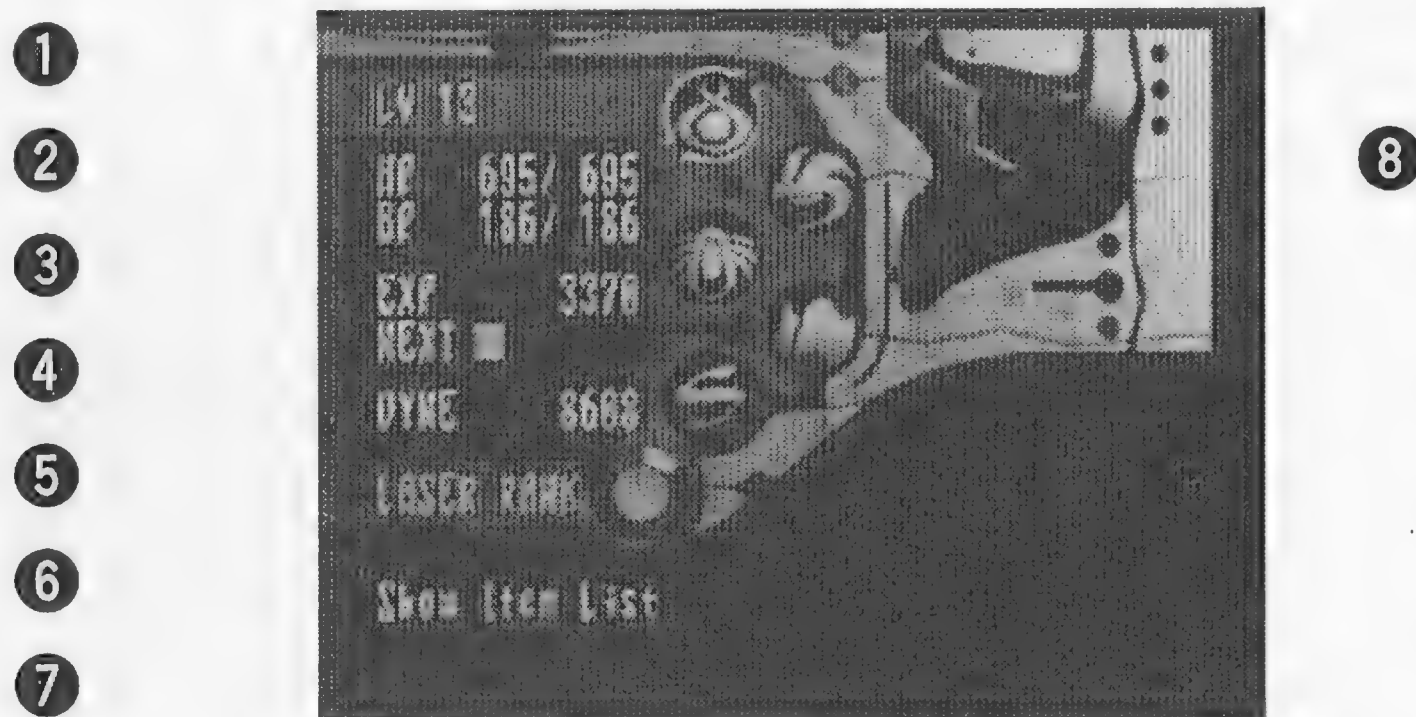 1
2
3
4
5
6
7
8
LV 13
HP 695/ 695
BP 186/ 186
EXP
NEXT
DYNE
LASER RANK
Show Item List